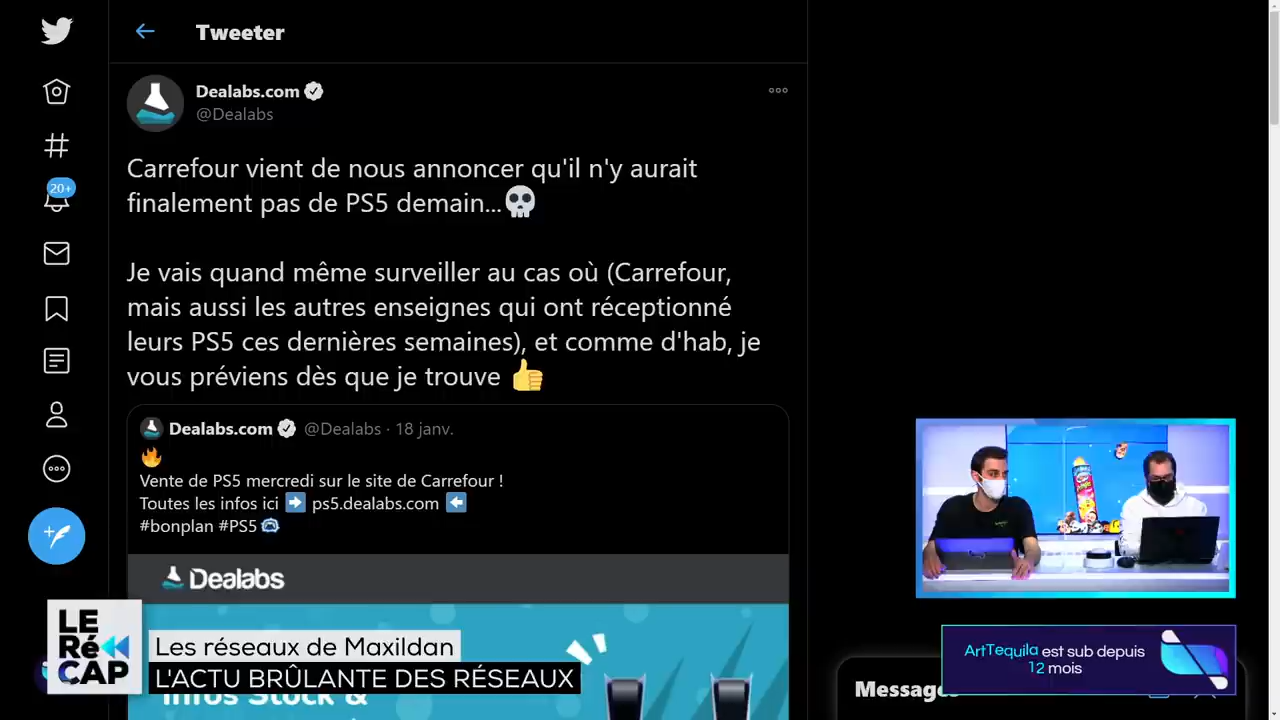 Tweeter
Dealabs.com
@Dealabs
Carrefour vient de nous annoncer qu'il n'y aurait
finalement pas de PS5 demain...💀
Je vais quand même surveiller au cas où (Carrefour,
mais aussi les autres enseignes qui ont réceptionné
leurs PS5 ces dernières semaines), et comme d'hab, je
vous préviens dès que je trouve 👍
Dealabs.com @Dealabs · 18 janv.
🔥
Vente de PS5 mercredi sur le site de Carrefour !
Toutes les infos ici ➡️ ps5.dealabs.com ⬅️
#bonplan #PS5
Dealabs
Infos Stock &
20+
LE
Ré
CAP
Les réseaux de Maxildan
L'ACTU BRÛLANTE DES RÉSEAUX
ArtTequila est sub depuis
12 mois
Messages